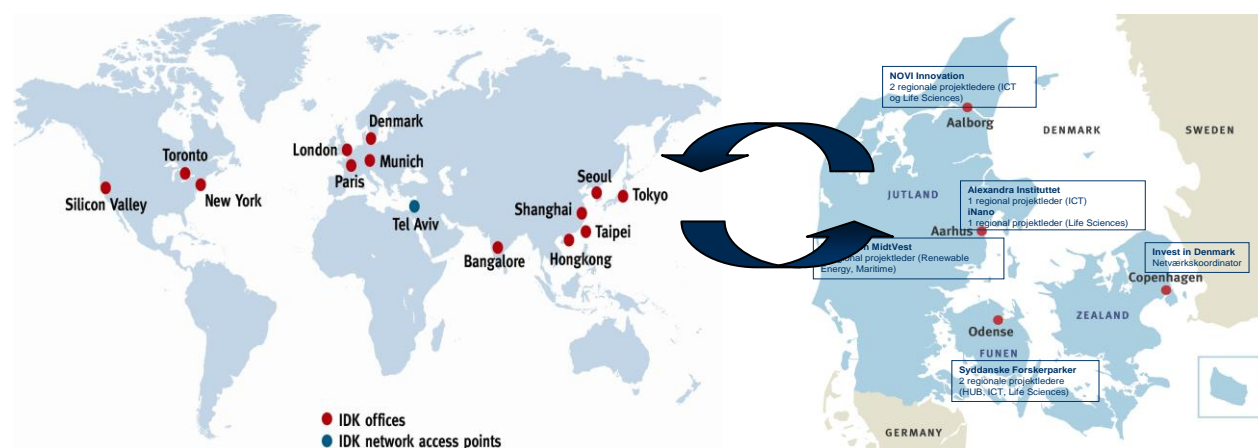 Denmark
London
Munich
Paris
Toronto
New York
Silicon Valley
Tel Aviv
Seoul
Tokyo
Shanghai
Taipei
Hongkong
Bangalore
IDK offices
IDK network access points
NOVI Innovation
2 regionale projektledere (ICT
og Life Sciences)
Aalborg
DENMARK
SWEDEN
JUTLAND
Alexandra Instituttet
1 regional projektleder (ICT)
iNano
1 regional projektleder (Life Sciences)
Aarhus
MidtVest
regional projektleder (Renewable
Energy, Maritime)
Invest in Denmark
Netværkskoordinator
Copenhagen
ZEALAND
Odense
FUNEN
Syddanske Forskerparker
2 regionale projektledere
(HUB, ICT, Life Sciences)
GERMANY